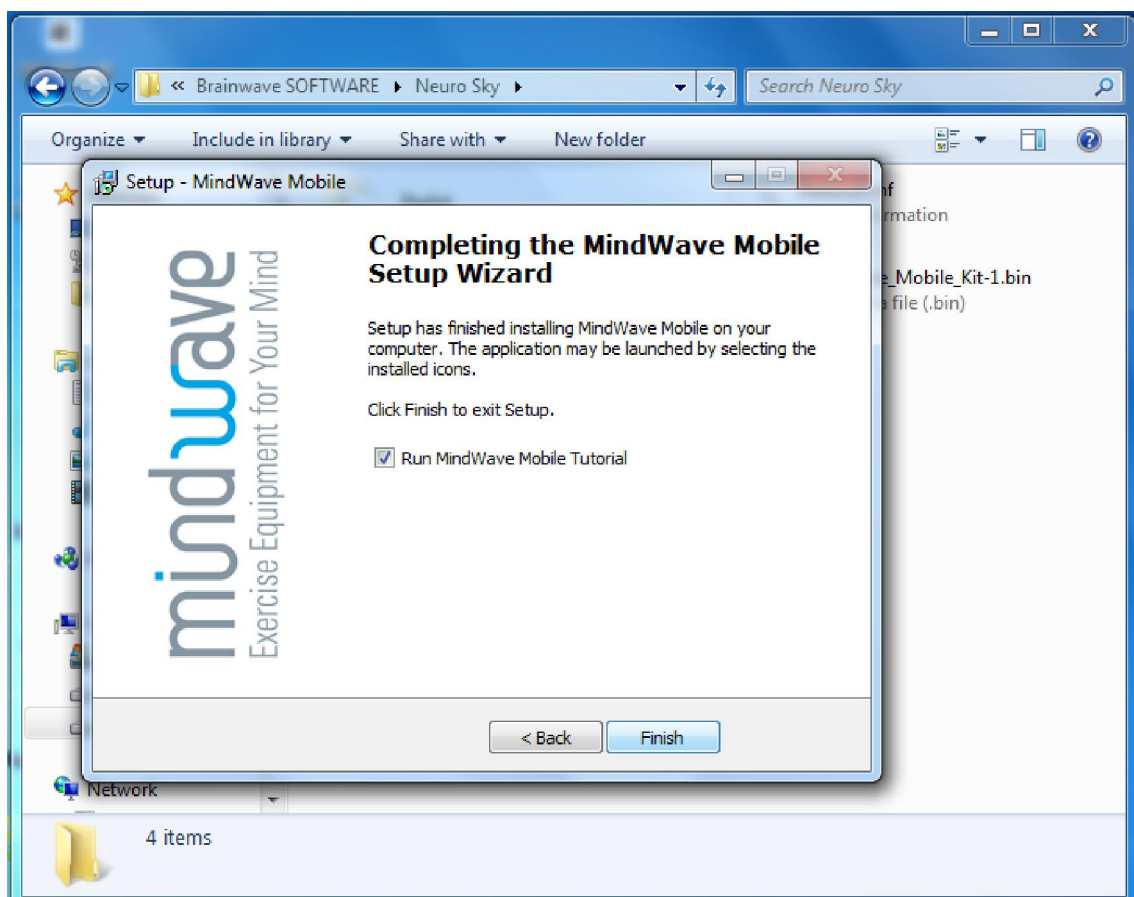 « Brainwave SOFTWARE ▸ Neuro Sky ▸
Search Neuro Sky
Organize Include in library Share with New folder
Setup - MindWave Mobile
mindwave
Exercise Equipment for Your Mind
Completing the MindWave Mobile
Setup Wizard
Setup has finished installing MindWave Mobile on your
computer. The application may be launched by selecting the
installed icons.
Click Finish to exit Setup.
Run MindWave Mobile Tutorial
< Back Finish
_Mobile_Kit-1.bin
file (.bin)
Network
4 items